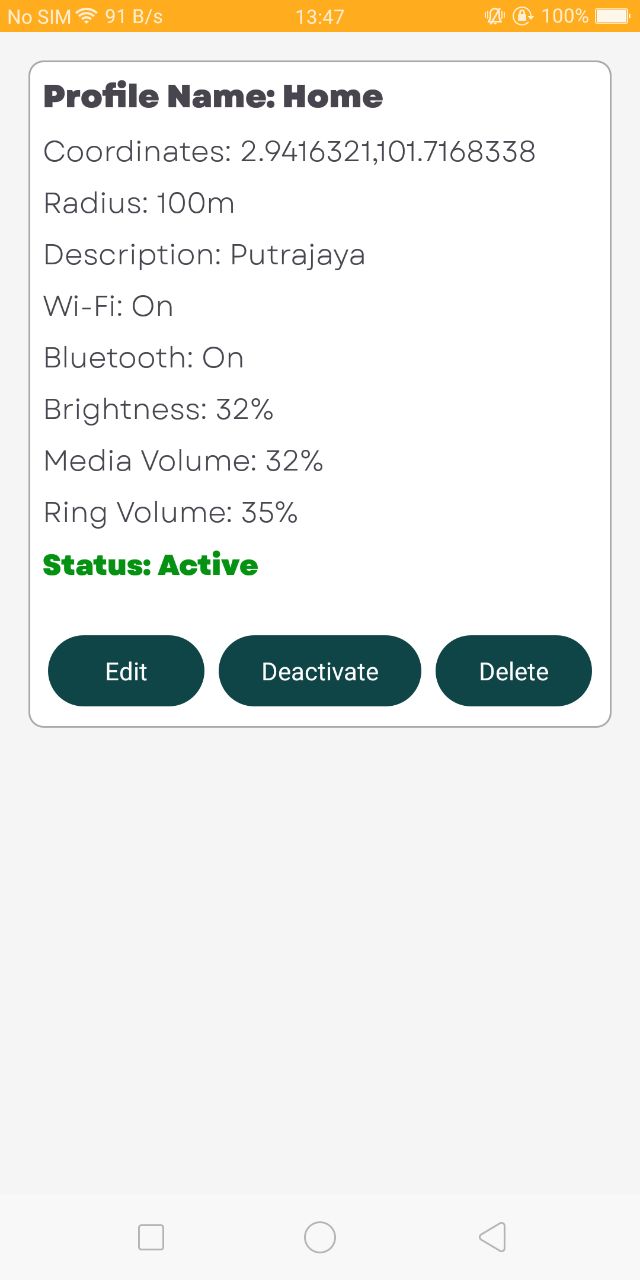 No SIM 91 B/s 13:47 100%
Profile Name: Home
Coordinates: 2.9416321,101.7168338
Radius: 100m
Description: Putrajaya
Wi-Fi: On
Bluetooth: On
Brightness: 32%
Media Volume: 32%
Ring Volume: 35%
Status: Active
Edit Deactivate Delete